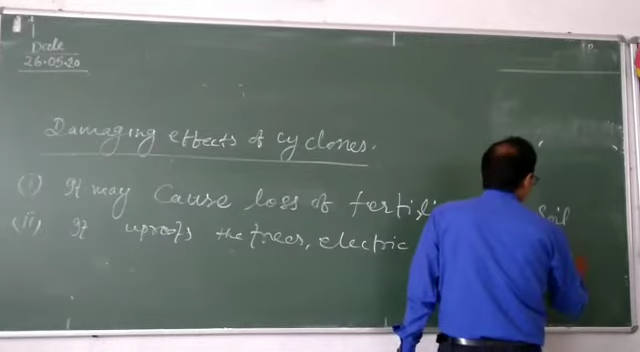 Date
26.05.20
Damaging effects of cyclones.
(i) It may cause loss of Soil
(ii) It uproots the trees, electric